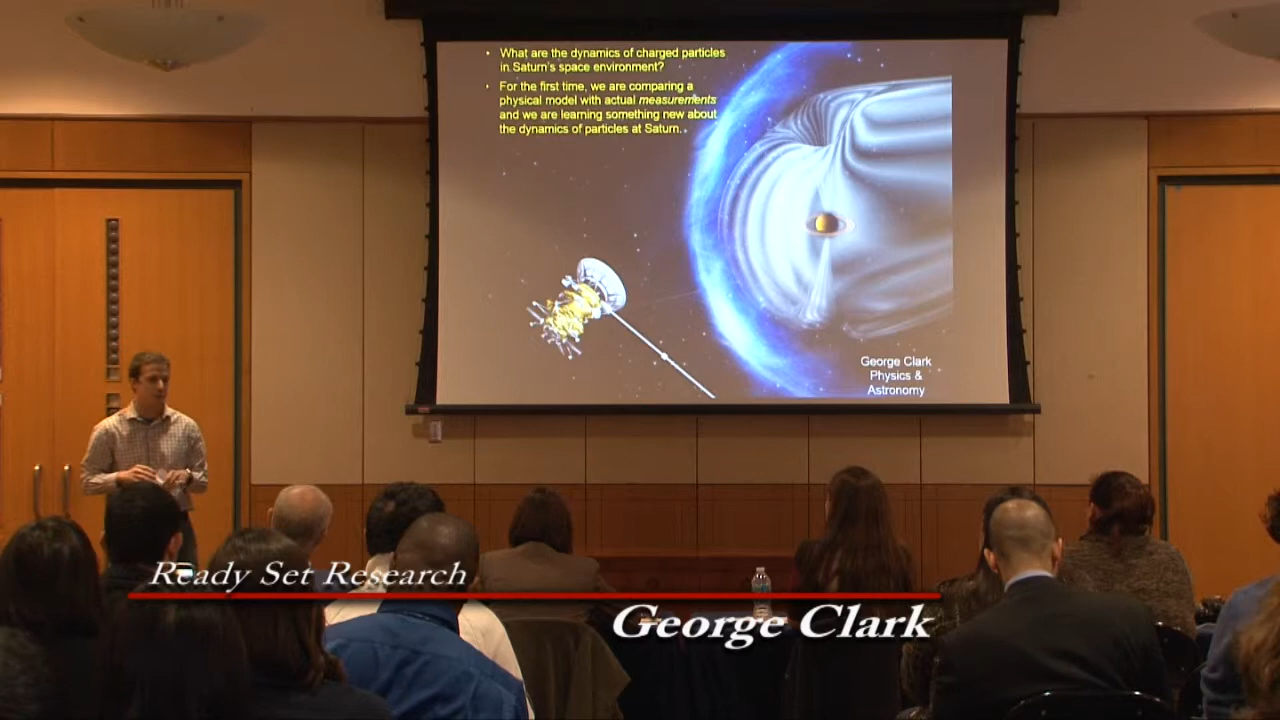 • What are the dynamics of charged particles
in Saturn's space environment?
• For the first time, we are comparing a
physical model with actual measurements
and we are learning something new about
the dynamics of particles at Saturn.
George Clark
Physics &
Astronomy
Ready Set Research
George Clark